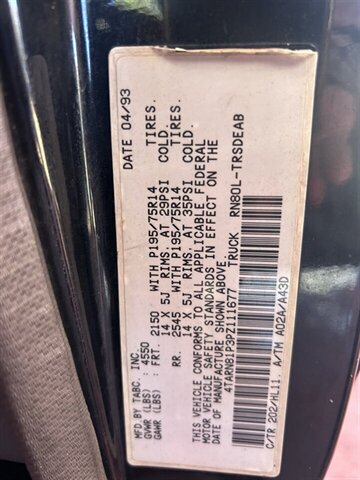 MFD BY TABC, INC. DATE 04/93
GVWR (LBS) : 4550
GAWR (LBS) : FRT. 2150 WITH P195/75R14 TIRES.
14 X 5J RIMS. AT 29PSI COLD.
RR. 2545 WITH P195/75R14 TIRES.
14 X 5J RIMS. AT 35PSI COLD.
THIS VEHICLE CONFORMS TO ALL APPLICABLE FEDERAL
MOTOR VEHICLE SAFETY STANDARDS IN EFFECT ON THE
DATE OF MANUFACTURE SHOWN ABOVE.
4TARN81P3PZ111677 TRUCK RN80L-TRSDEAB
C/TR 202/HL11 A/TM A02A/A43D